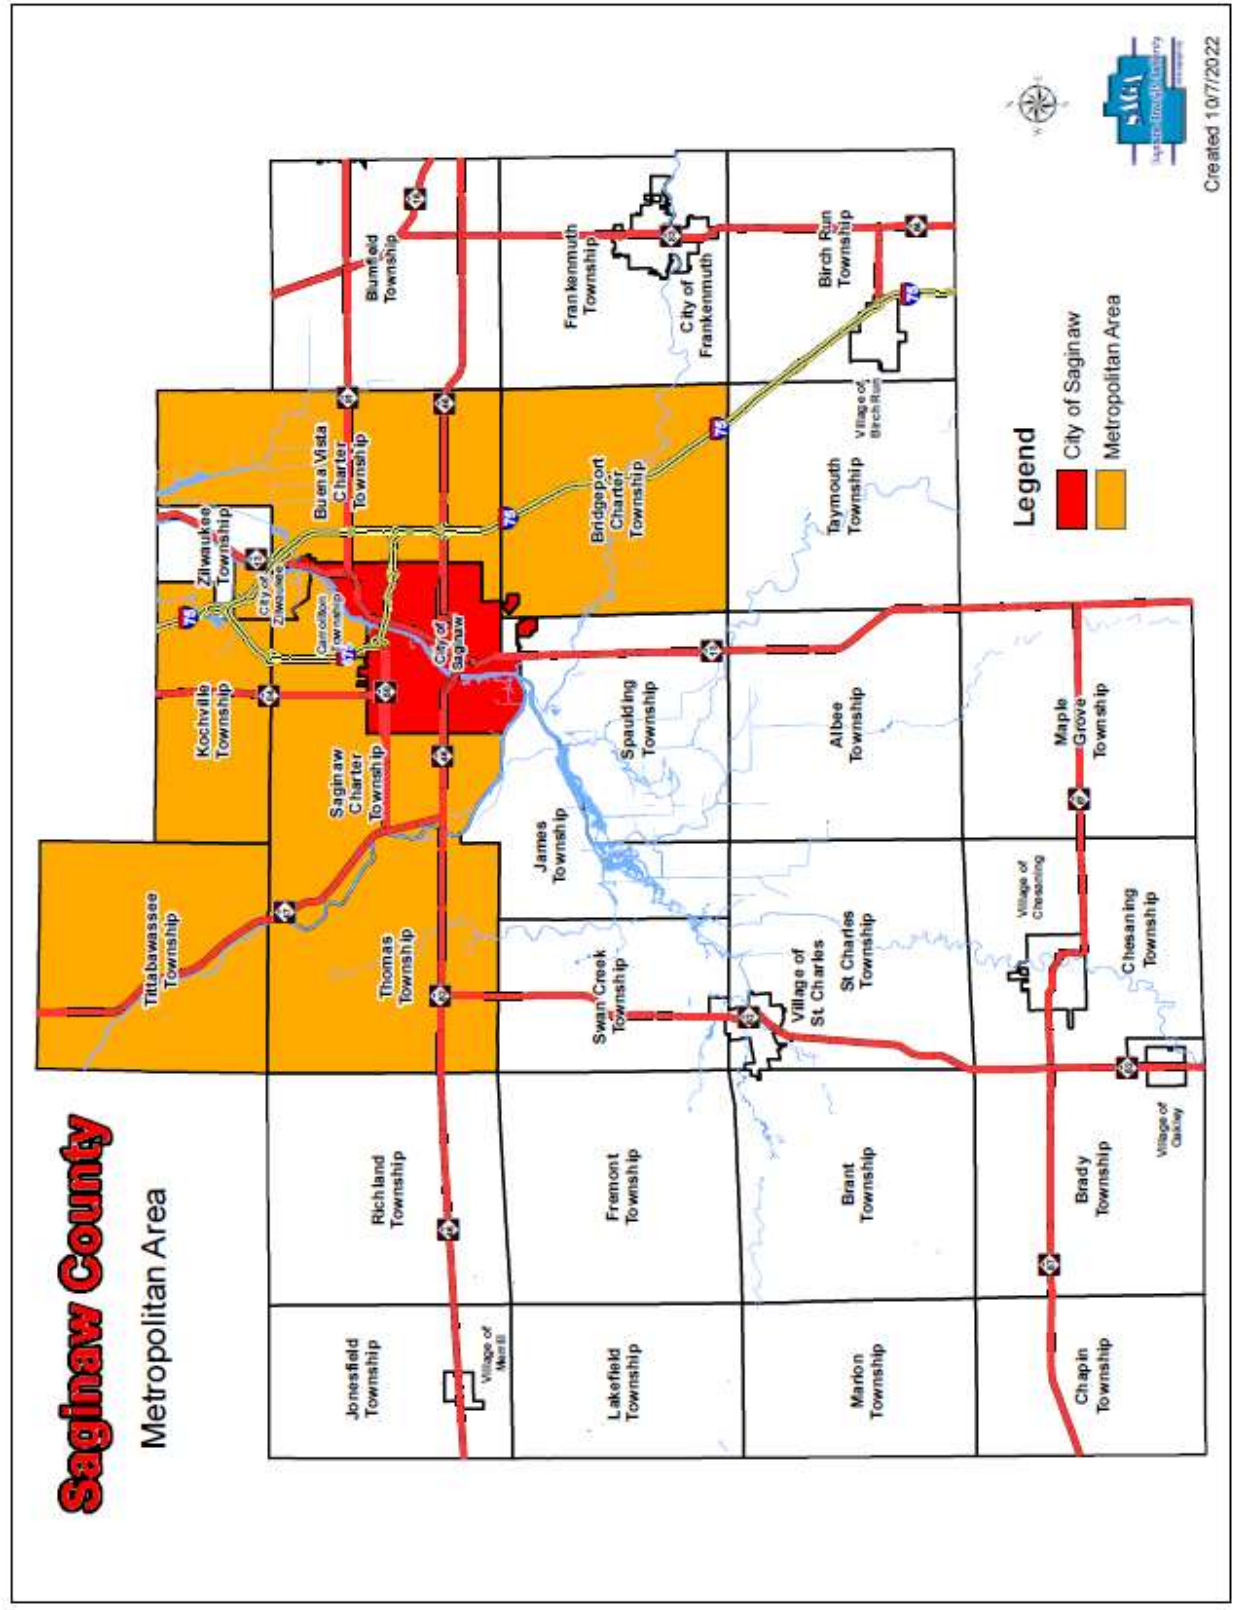 Saginaw County
Metropolitan Area
Tittabawassee
Township
Kochville
Township
Zilwaukee
Township
City of
Zilwaukee
Carrollton
Township
Buena Vista
Charter
Township
Blumfield
Township
Jonesfield
Township
Village of
Merrill
Richland
Township
Thomas
Township
Saginaw
Charter
Township
City of
Saginaw
James
Township
Spaulding
Township
Bridgeport
Charter
Township
Frankenmuth
Township
City of
Frankenmuth
Lakefield
Township
Fremont
Township
Swan Creek
Township
Village of
St Charles
St Charles
Township
Albee
Township
Taymouth
Township
Village of
Birch Run
Birch Run
Township
Marion
Township
Brant
Township
Chapin
Township
Brady
Township
Village of
Oakley
Chesaning
Township
Village of
Chesaning
Maple
Grove
Township
75
75
75
75
Legend
City of Saginaw
Metropolitan Area
W
SAGA
Created 10/7/2022